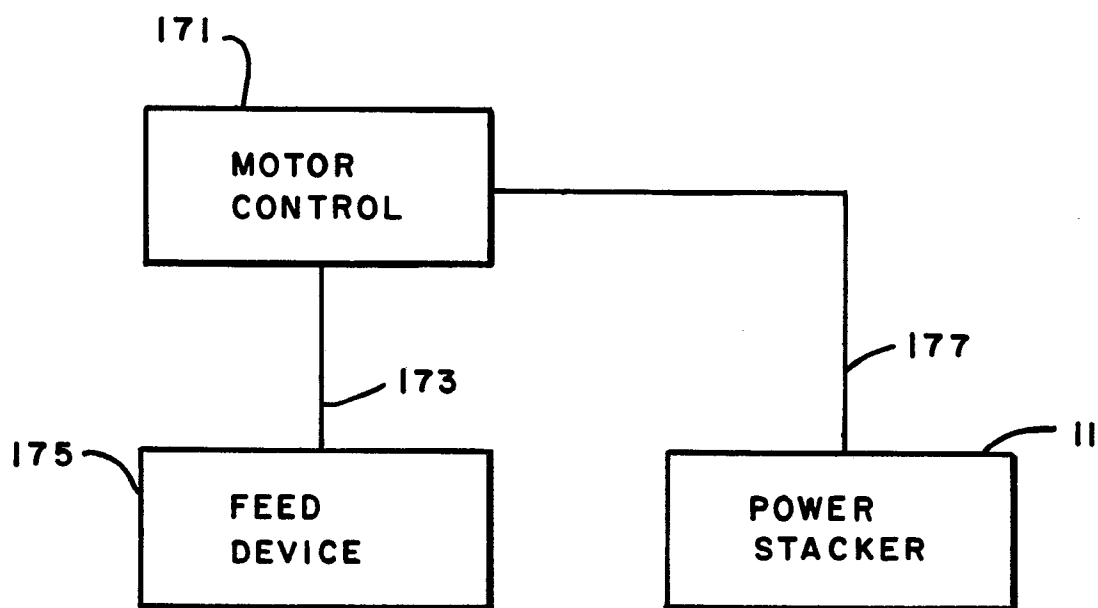 171
MOTOR
CONTROL
177
173
175
11
FEED
DEVICE
POWER
STACKER